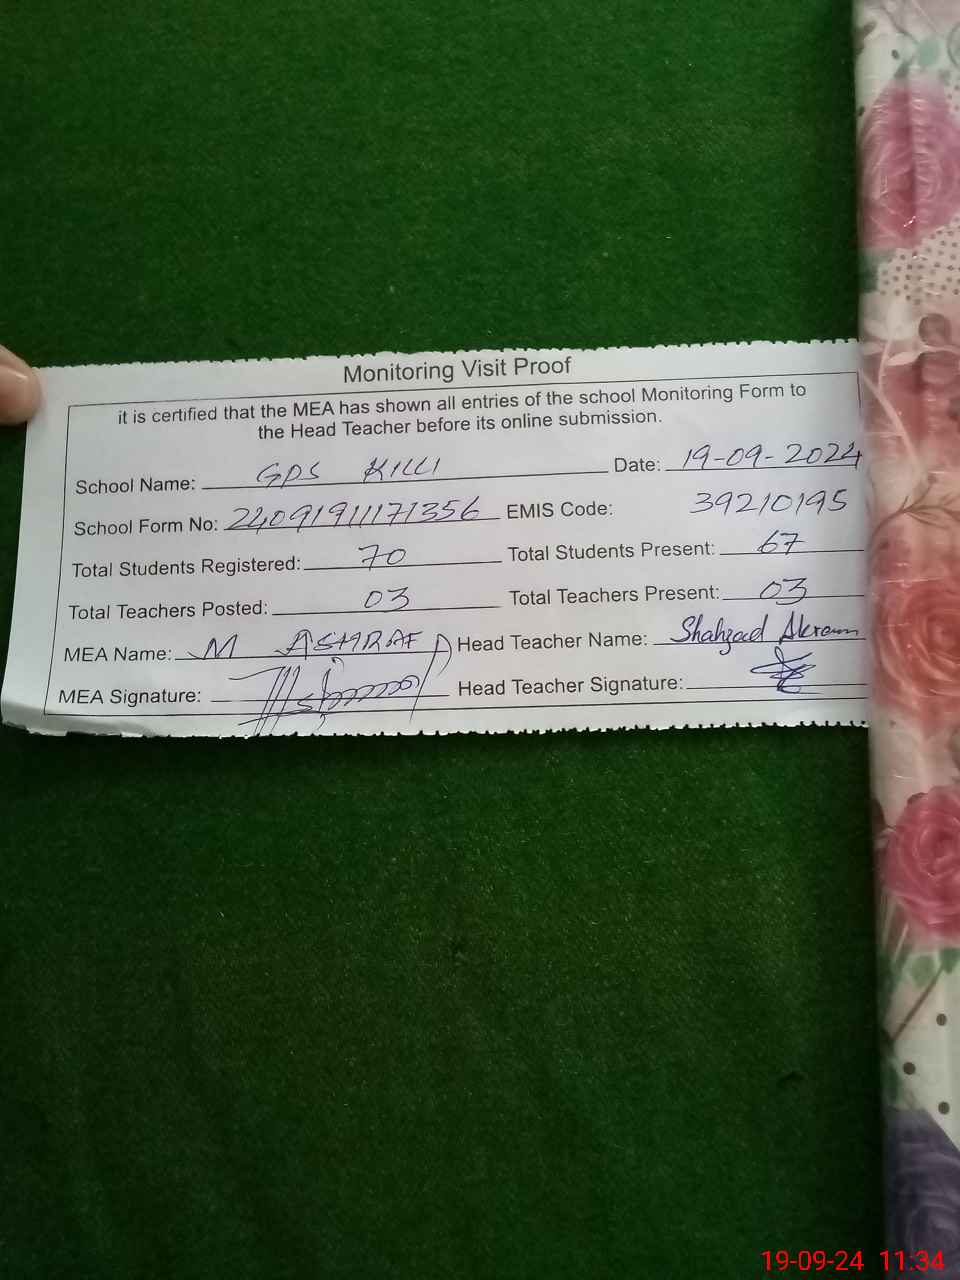 Monitoring Visit Proof
it is certified that the MEA has shown all entries of the school Monitoring Form to
the Head Teacher before its online submission.
School Name: GPS KILLI Date: 19-09-2024
School Form No: 24091911171356 EMIS Code: 39210195
Total Students Registered: 70 Total Students Present: 67
Total Teachers Posted: 03 Total Teachers Present: 03
MEA Name: M ASHRAF Head Teacher Name: Shahzad Akram
MEA Signature: Head Teacher Signature:
19-09-24 11:34